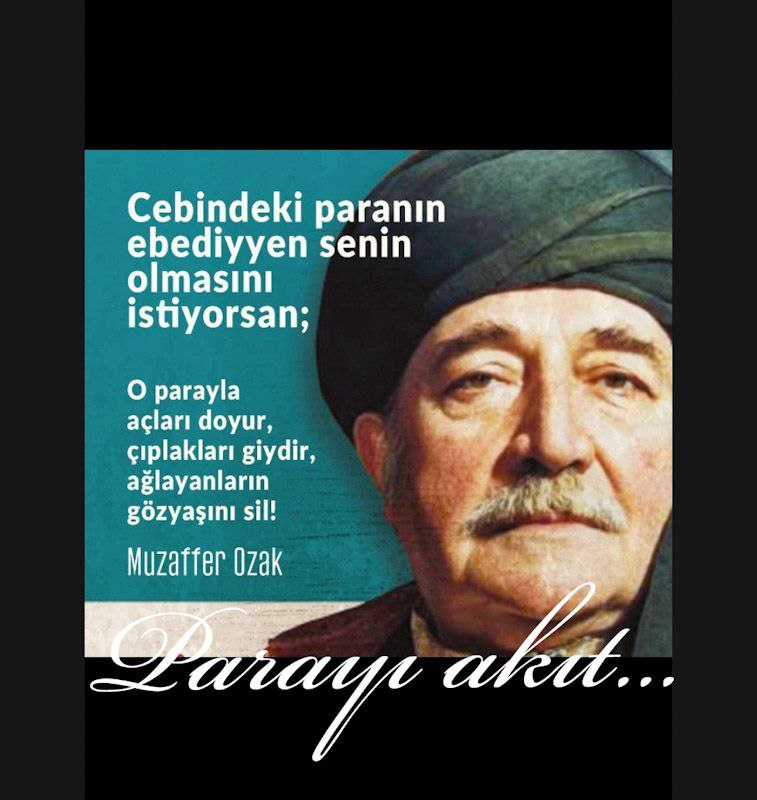 Cebindeki paranın
ebediyyen senin
olmasını
istiyorsan;
O parayla
açları doyur,
çıplakları giydir,
ağlayanların
gözyaşını sil!
Muzaffer Ozak
Parayı akıt...